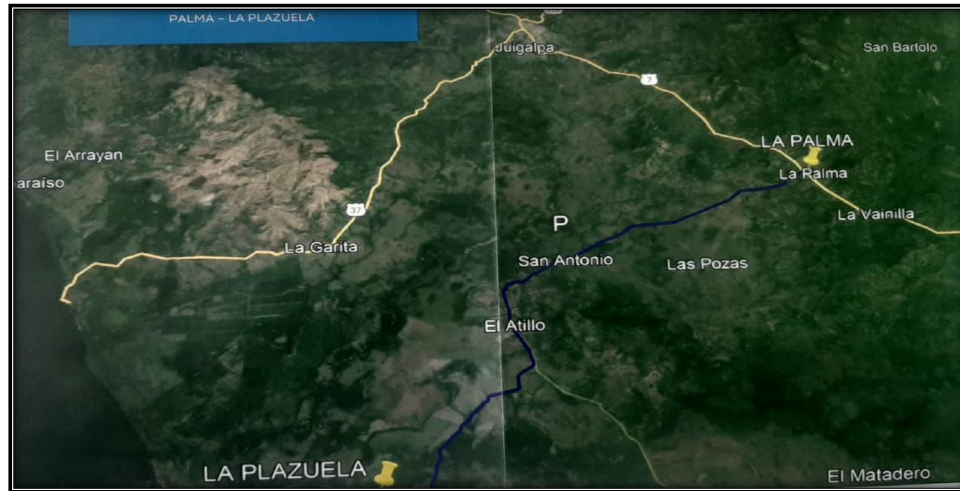 PALMA – LA PLAZUELA
Juigalpa
San Bartolo
7
El Arrayan
LA PALMA
araíso
La Palma
37
La Vainilla
P
La Garita
San Antonio
Las Pozas
El Atillo
LA PLAZUELA
El Matadero